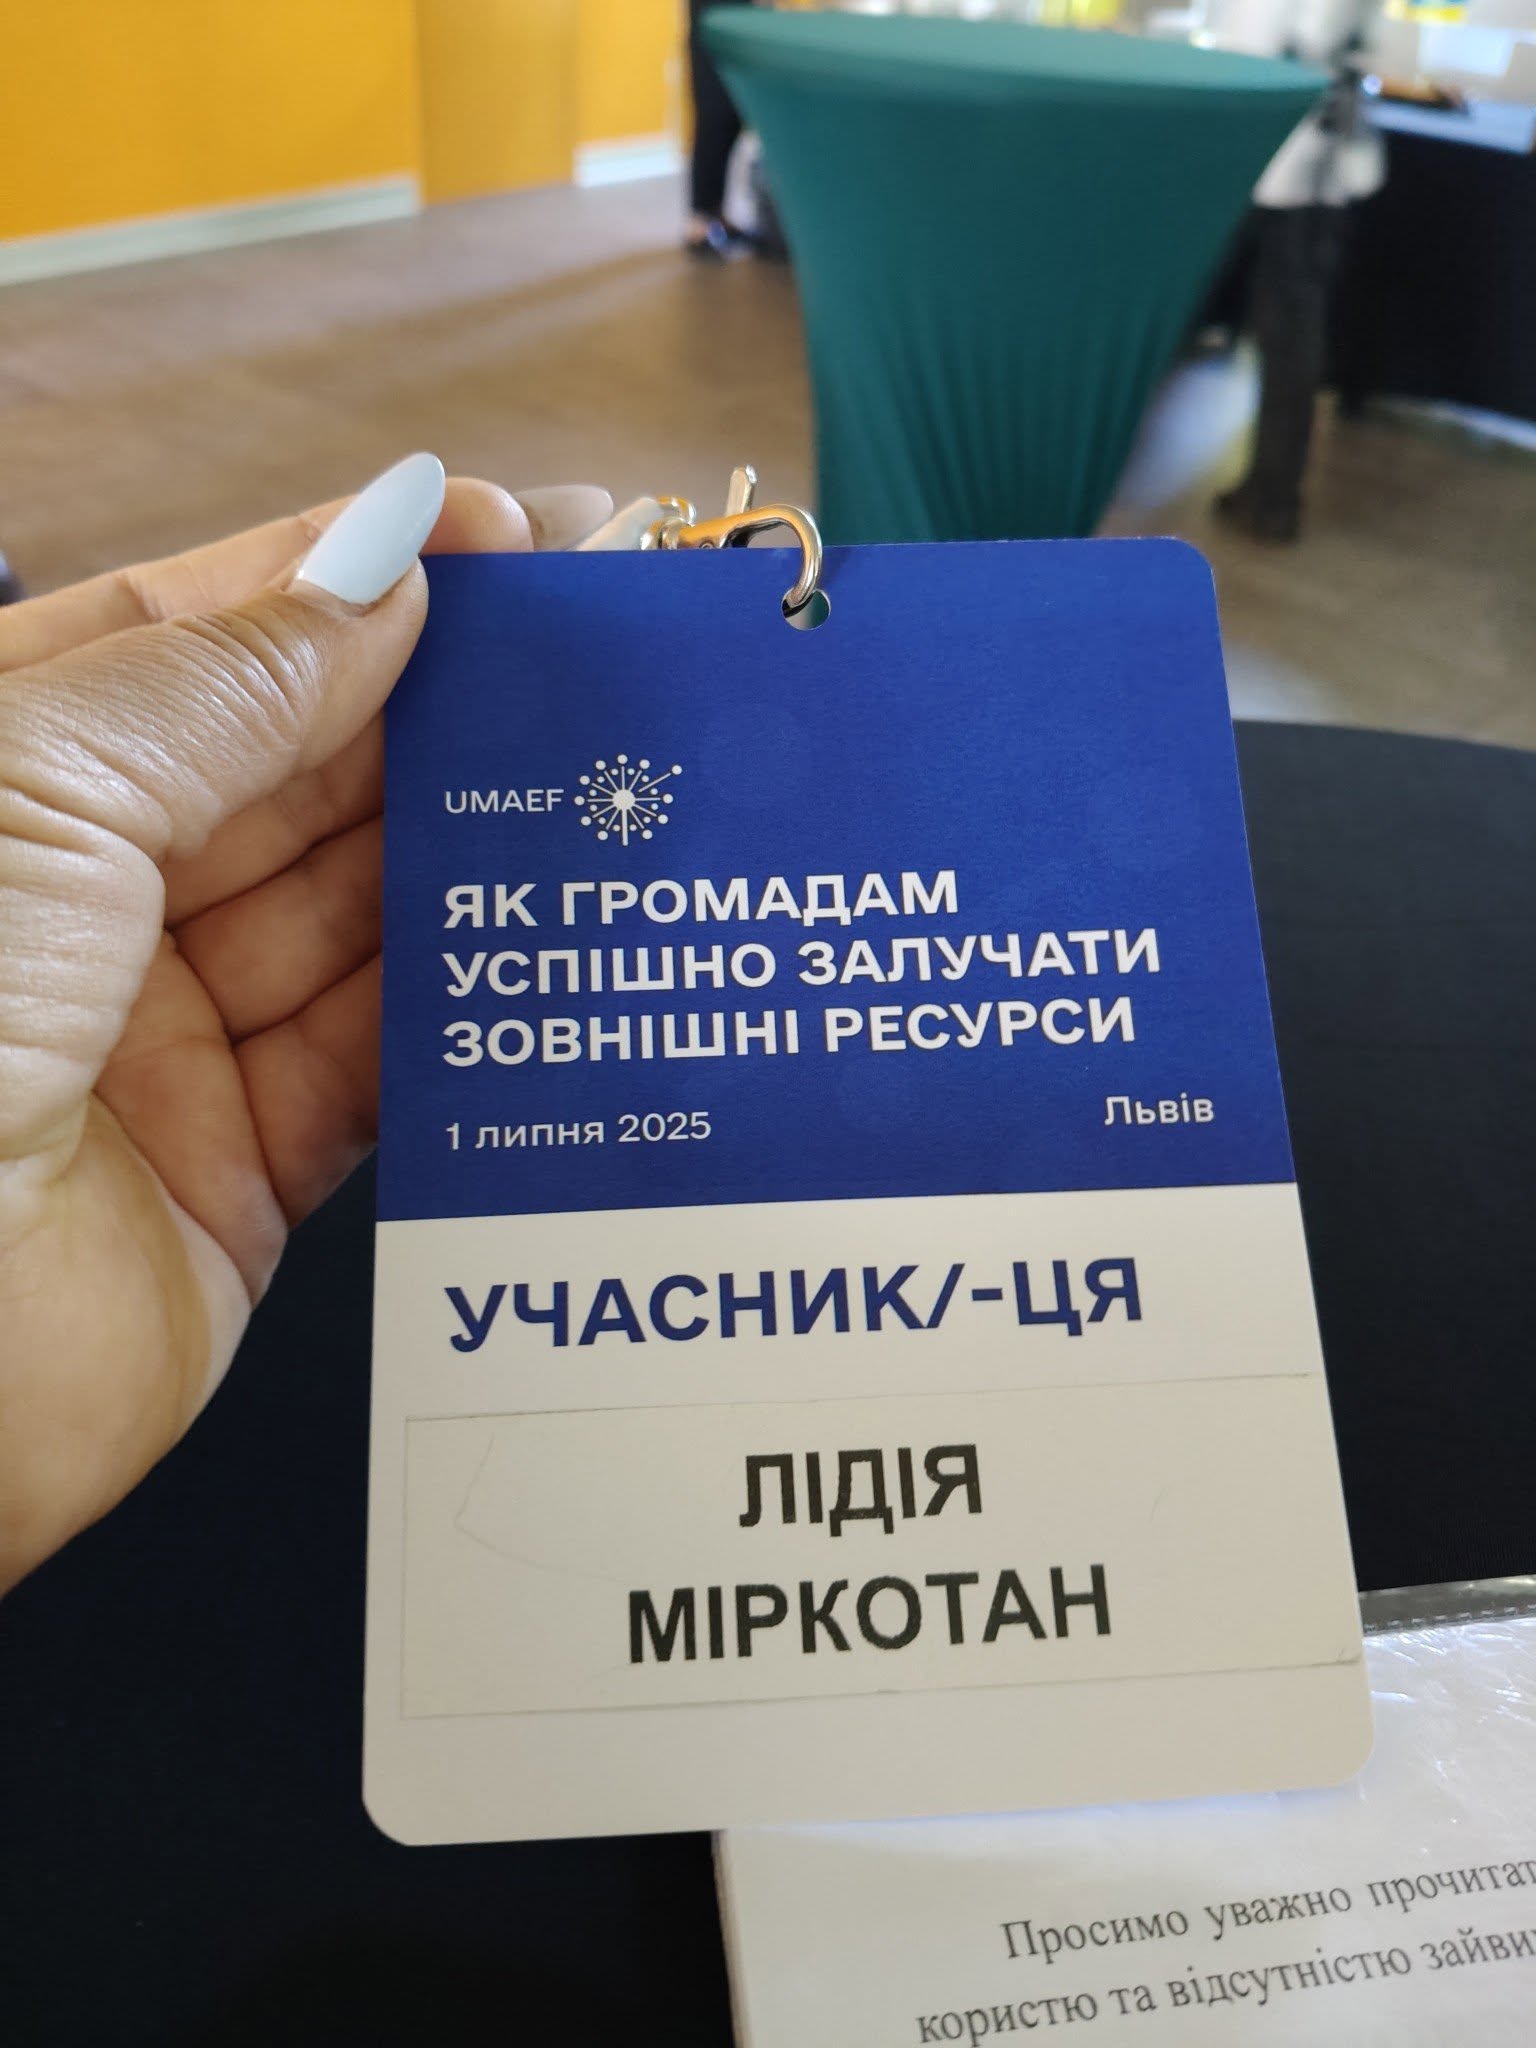 UMAEF
ЯК ГРОМАДАМ
УСПІШНО ЗАЛУЧАТИ
ЗОВНІШНІ РЕСУРСИ
1 липня 2025
Львів
УЧАСНИК/-ЦЯ
ЛІДІЯ
МІРКОТАН
Просимо уважно
користю та відсутністю